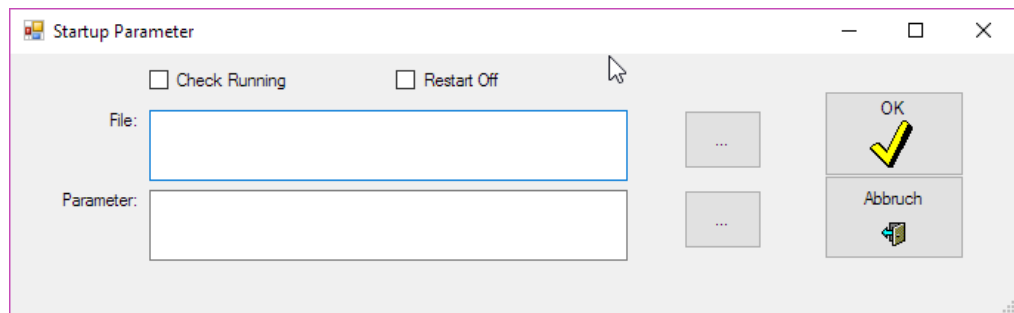 Startup Parameter
Check Running
Restart Off
File:
...
OK
Parameter:
...
Abbruch